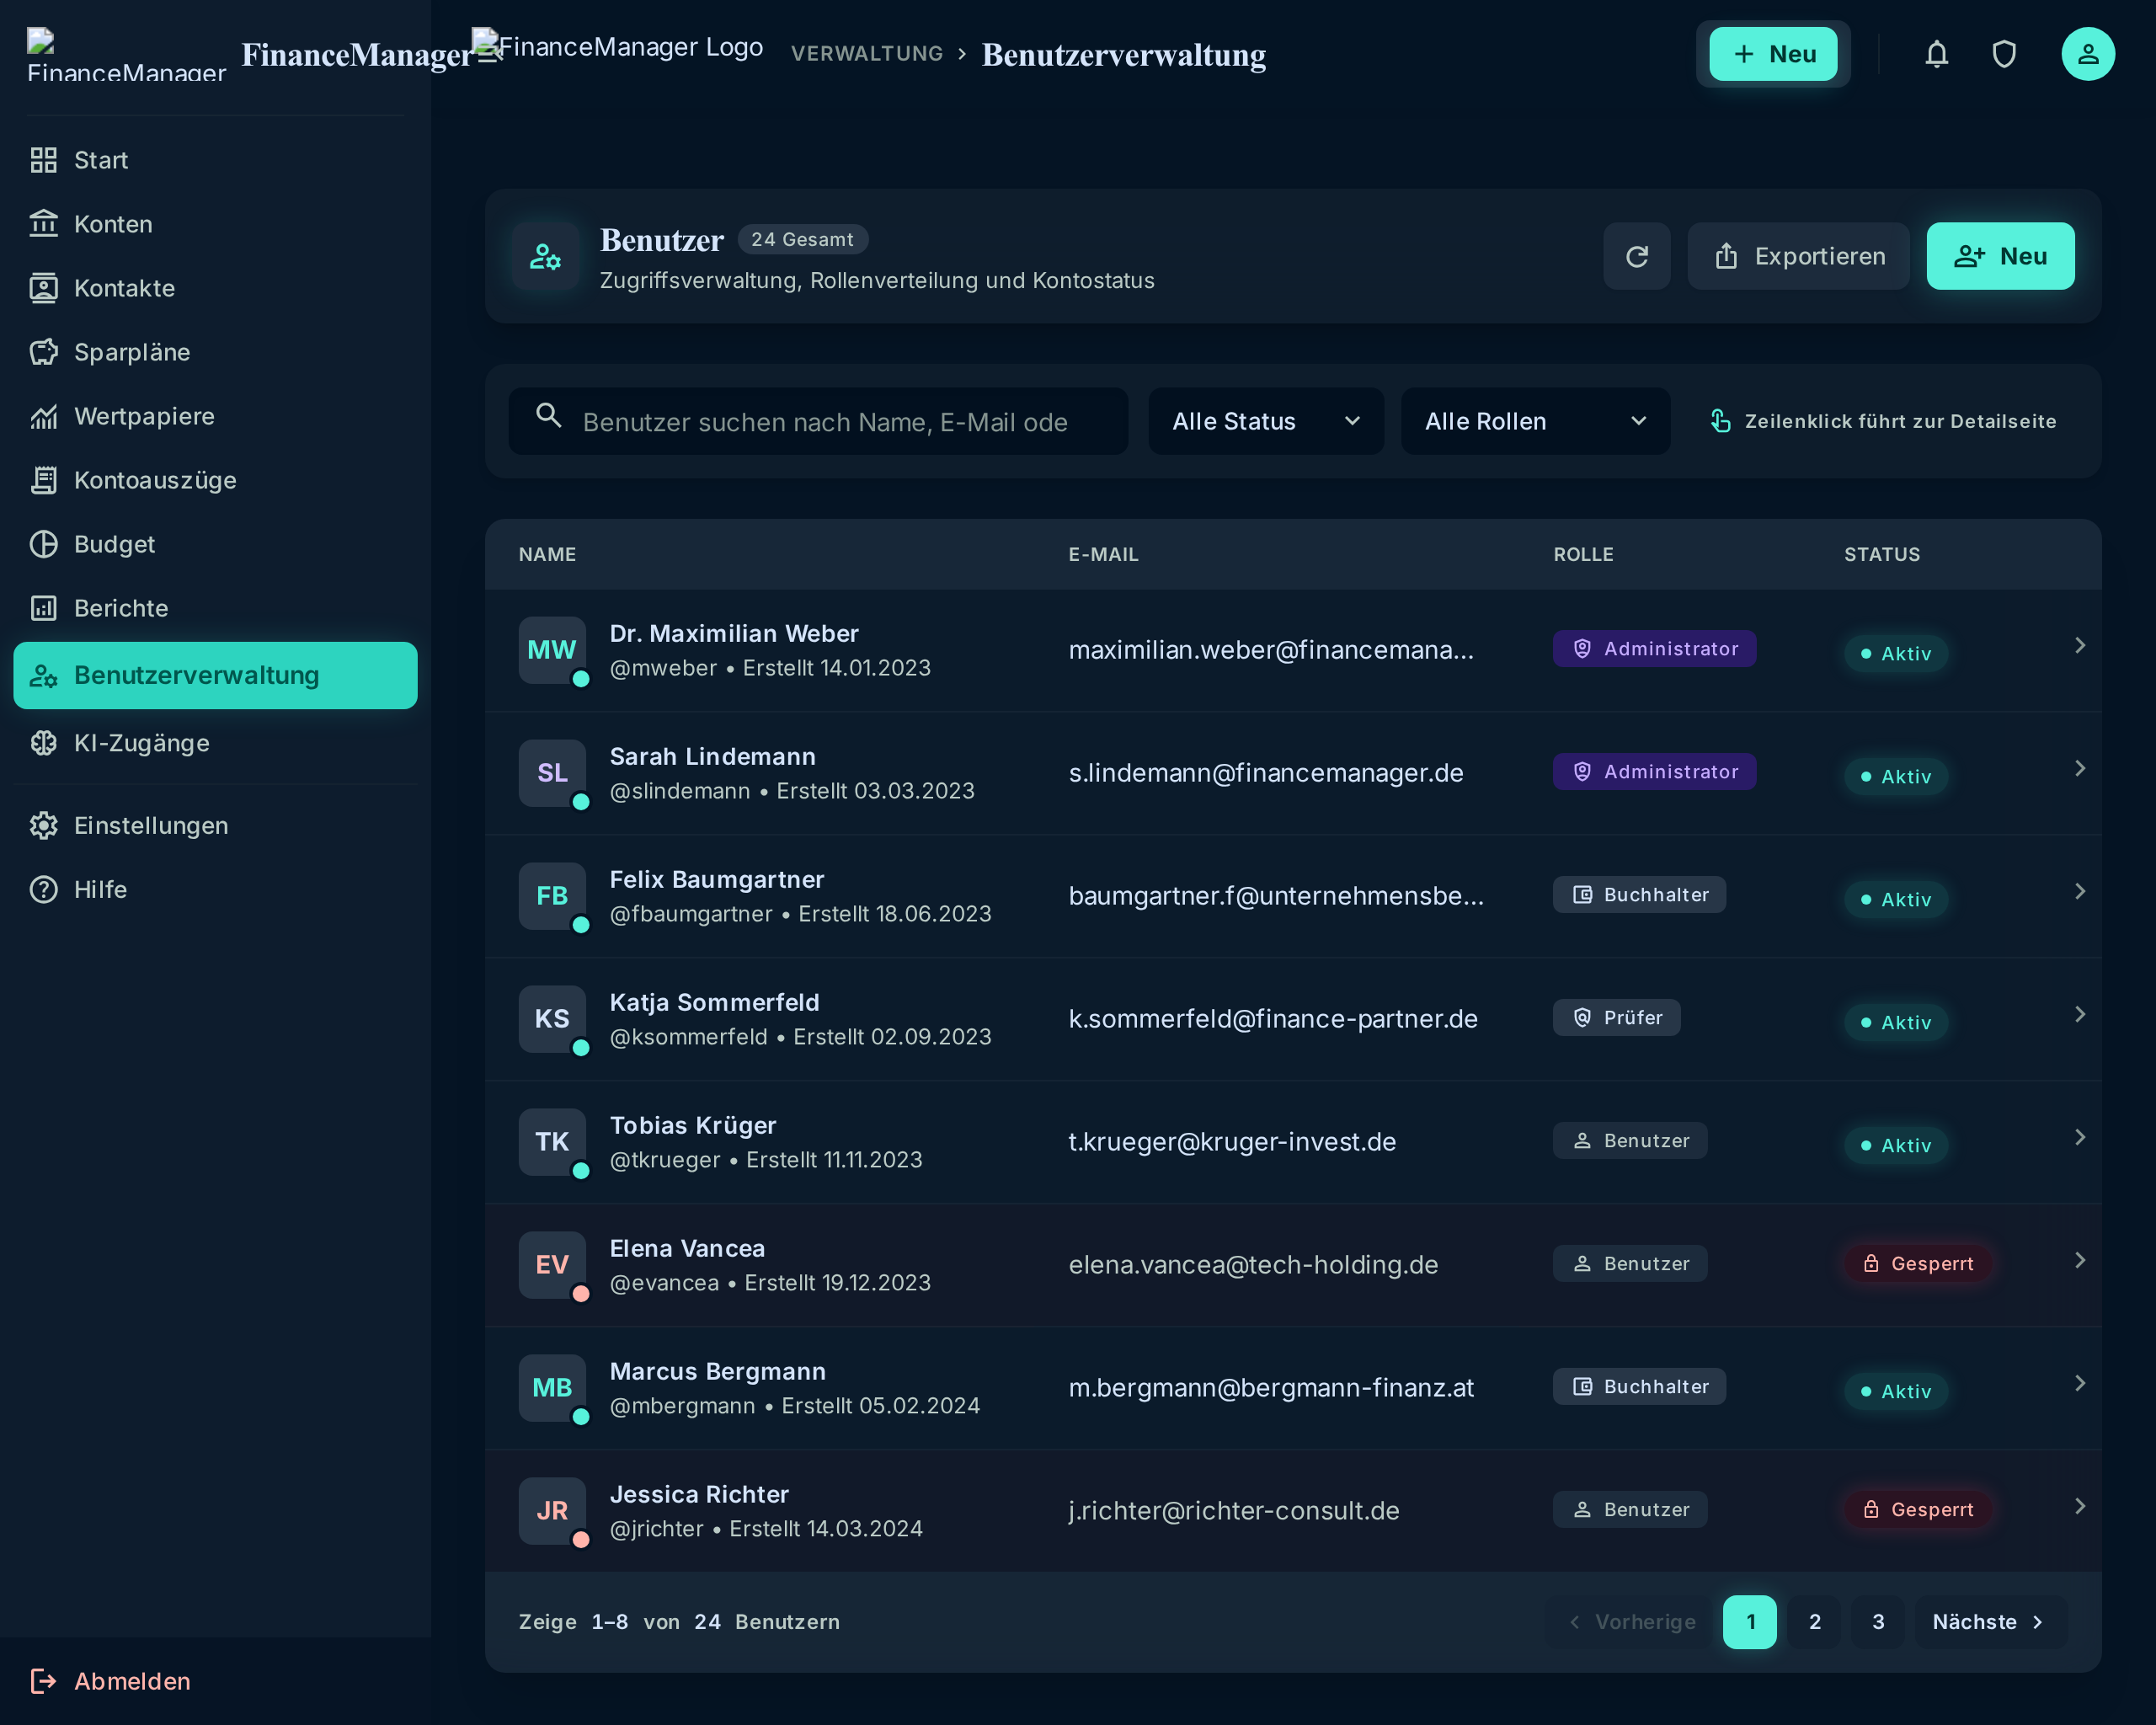 FinanceManager
FinanceManager
FinanceManager Logo
VERWALTUNG
Benutzerverwaltung
Neu
Start
Konten
Kontakte
Sparpläne
Wertpapiere
Kontoauszüge
Budget
Berichte
Benutzerverwaltung
KI-Zugänge
Einstellungen
Hilfe
Abmelden
Benutzer
24 Gesamt
Zugriffsverwaltung, Rollenverteilung und Kontostatus
Exportieren
Neu
Benutzer suchen nach Name, E-Mail ode
Alle Status
Alle Rollen
Zeilenklick führt zur Detailseite
NAME E-MAIL ROLLE STATUS
MW
Dr. Maximilian Weber
@mweber • Erstellt 14.01.2023
maximilian.weber@financemana...
Administrator
Aktiv
SL
Sarah Lindemann
@slindemann • Erstellt 03.03.2023
s.lindemann@financemanager.de
Administrator
Aktiv
FB
Felix Baumgartner
@fbaumgartner • Erstellt 18.06.2023
baumgartner.f@unternehmensbe...
Buchhalter
Aktiv
KS
Katja Sommerfeld
@ksommerfeld • Erstellt 02.09.2023
k.sommerfeld@finance-partner.de
Prüfer
Aktiv
TK
Tobias Krüger
@tkrueger • Erstellt 11.11.2023
t.krueger@kruger-invest.de
Benutzer
Aktiv
EV
Elena Vancea
@evancea • Erstellt 19.12.2023
elena.vancea@tech-holding.de
Benutzer
Gesperrt
MB
Marcus Bergmann
@mbergmann • Erstellt 05.02.2024
m.bergmann@bergmann-finanz.at
Buchhalter
Aktiv
JR
Jessica Richter
@jrichter • Erstellt 14.03.2024
j.richter@richter-consult.de
Benutzer
Gesperrt
Zeige 1–8 von 24 Benutzern
Vorherige 1 2 3 Nächste